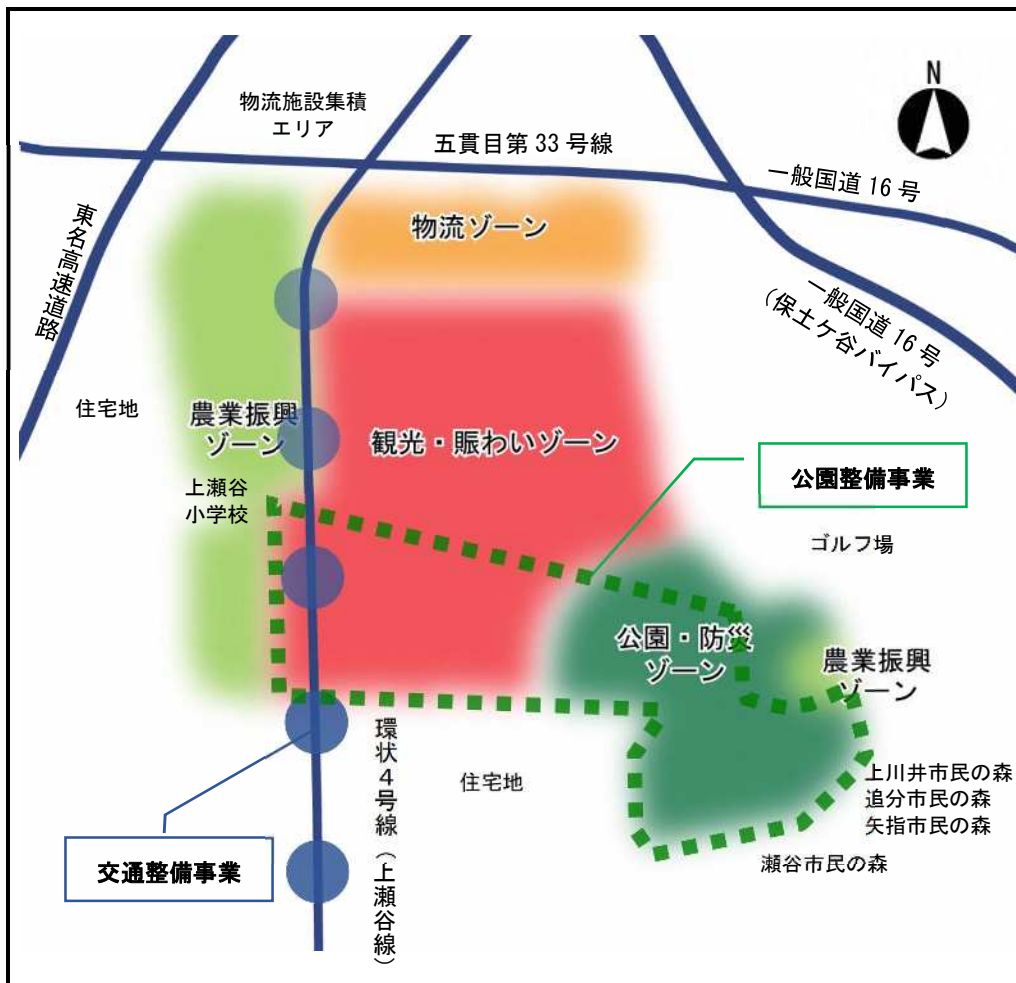 N
物流施設集積
エリア
五貫目第 33 号線
一般国道 16 号
東名高速道路
物流ゾーン
一般国道 16 号
（保土ケ谷バイパス）
住宅地
農業振興
ゾーン
観光・賑わいゾーン
公園整備事業
上瀬谷
小学校
ゴルフ場
公園・防災
ゾーン
農業振興
ゾーン
環状４号線（上瀬谷線）
住宅地
上川井市民の森
追分市民の森
矢指市民の森
瀬谷市民の森
交通整備事業